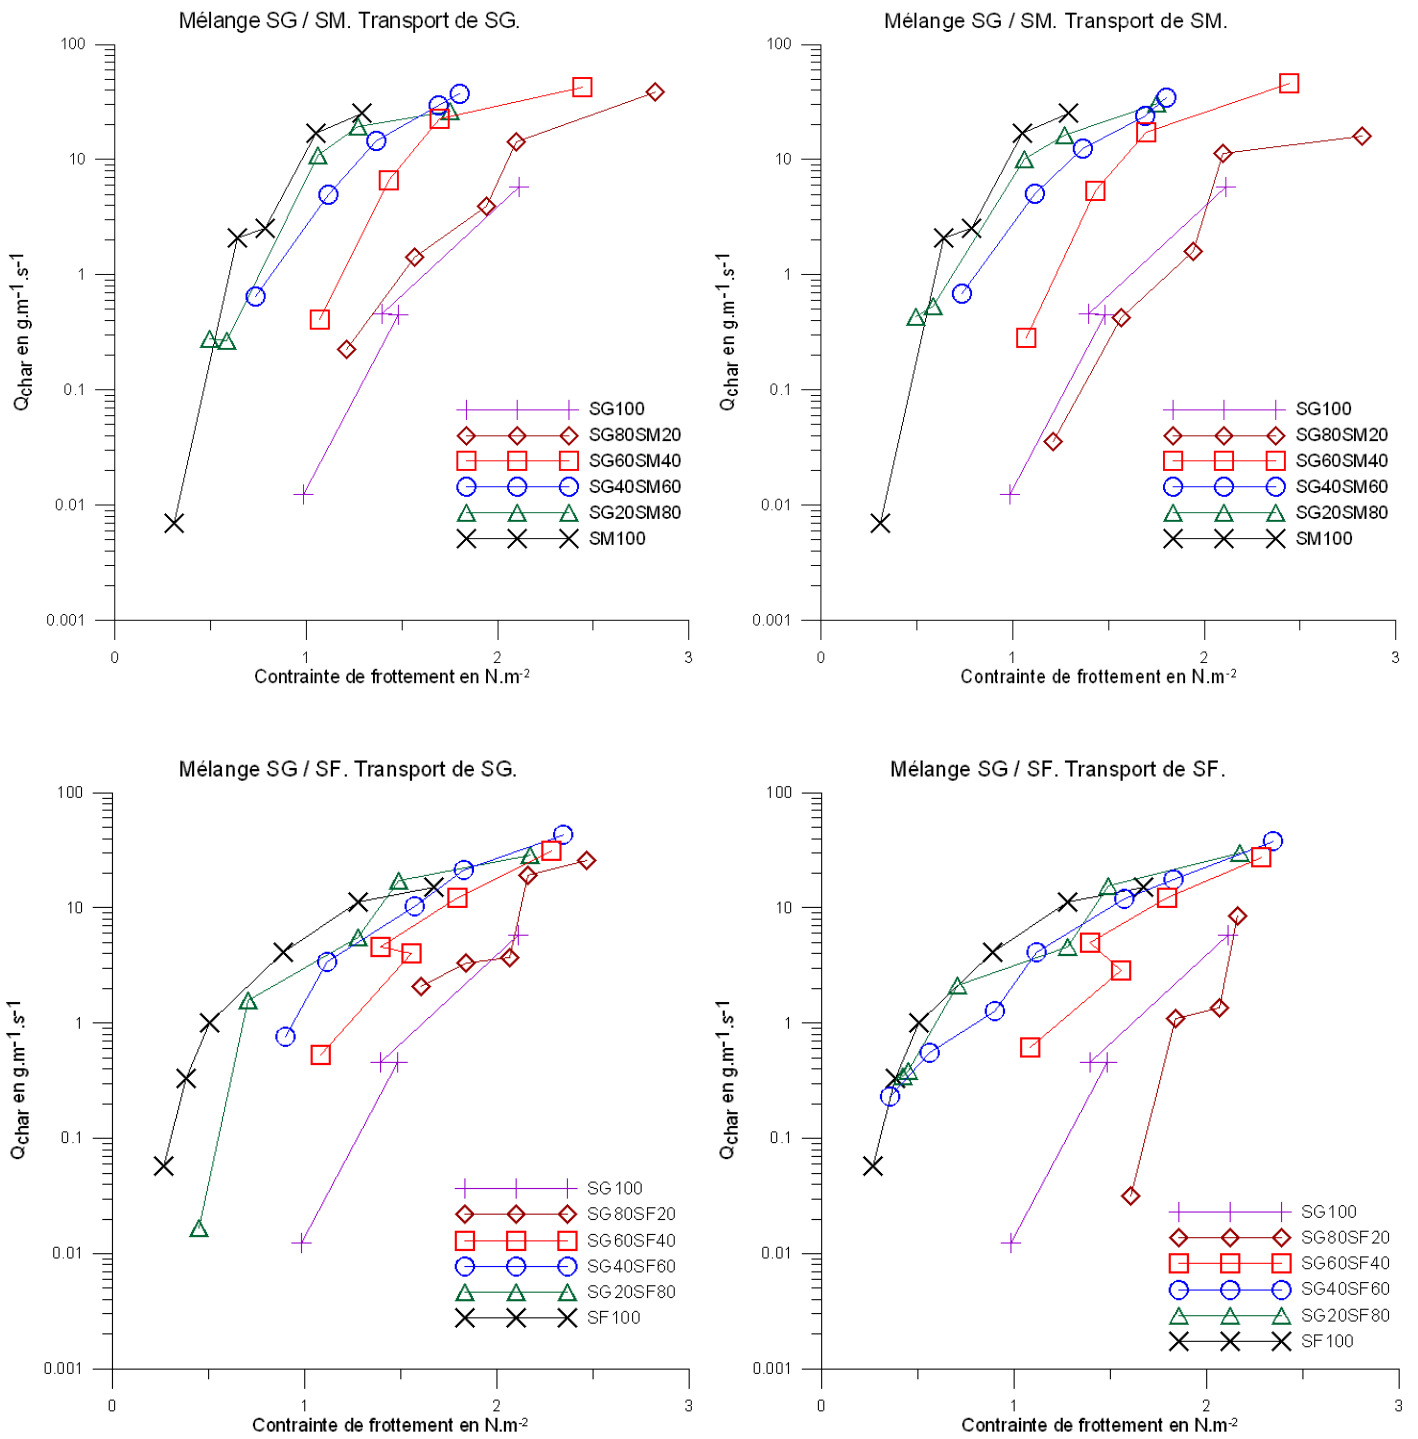 Mélange SG / SM. Transport de SG.
100
10
1
0.1
0.01
0.001
Qchar en g.m-1.s-1
SG100
SG80SM20
SG60SM40
SG40SM60
SG20SM80
SM100
0 1 2 3
Contrainte de frottement en N.m-2
Mélange SG / SM. Transport de SM.
100
10
1
0.1
0.01
0.001
Qchar en g.m-1.s-1
SG100
SG80SM20
SG60SM40
SG40SM60
SG20SM80
SM100
0 1 2 3
Contrainte de frottement en N.m-2
Mélange SG / SF. Transport de SG.
100
10
1
0.1
0.01
0.001
Qchar en g.m-1.s-1
SG100
SG80SF20
SG60SF40
SG40SF60
SG20SF80
SF100
0 1 2 3
Contrainte de frottement en N.m-2
Mélange SG / SF. Transport de SF.
100
10
1
0.1
0.01
0.001
Qchar en g.m-1.s-1
SG100
SG80SF20
SG60SF40
SG40SF60
SG20SF80
SF100
0 1 2 3
Contrainte de frottement en N.m-2